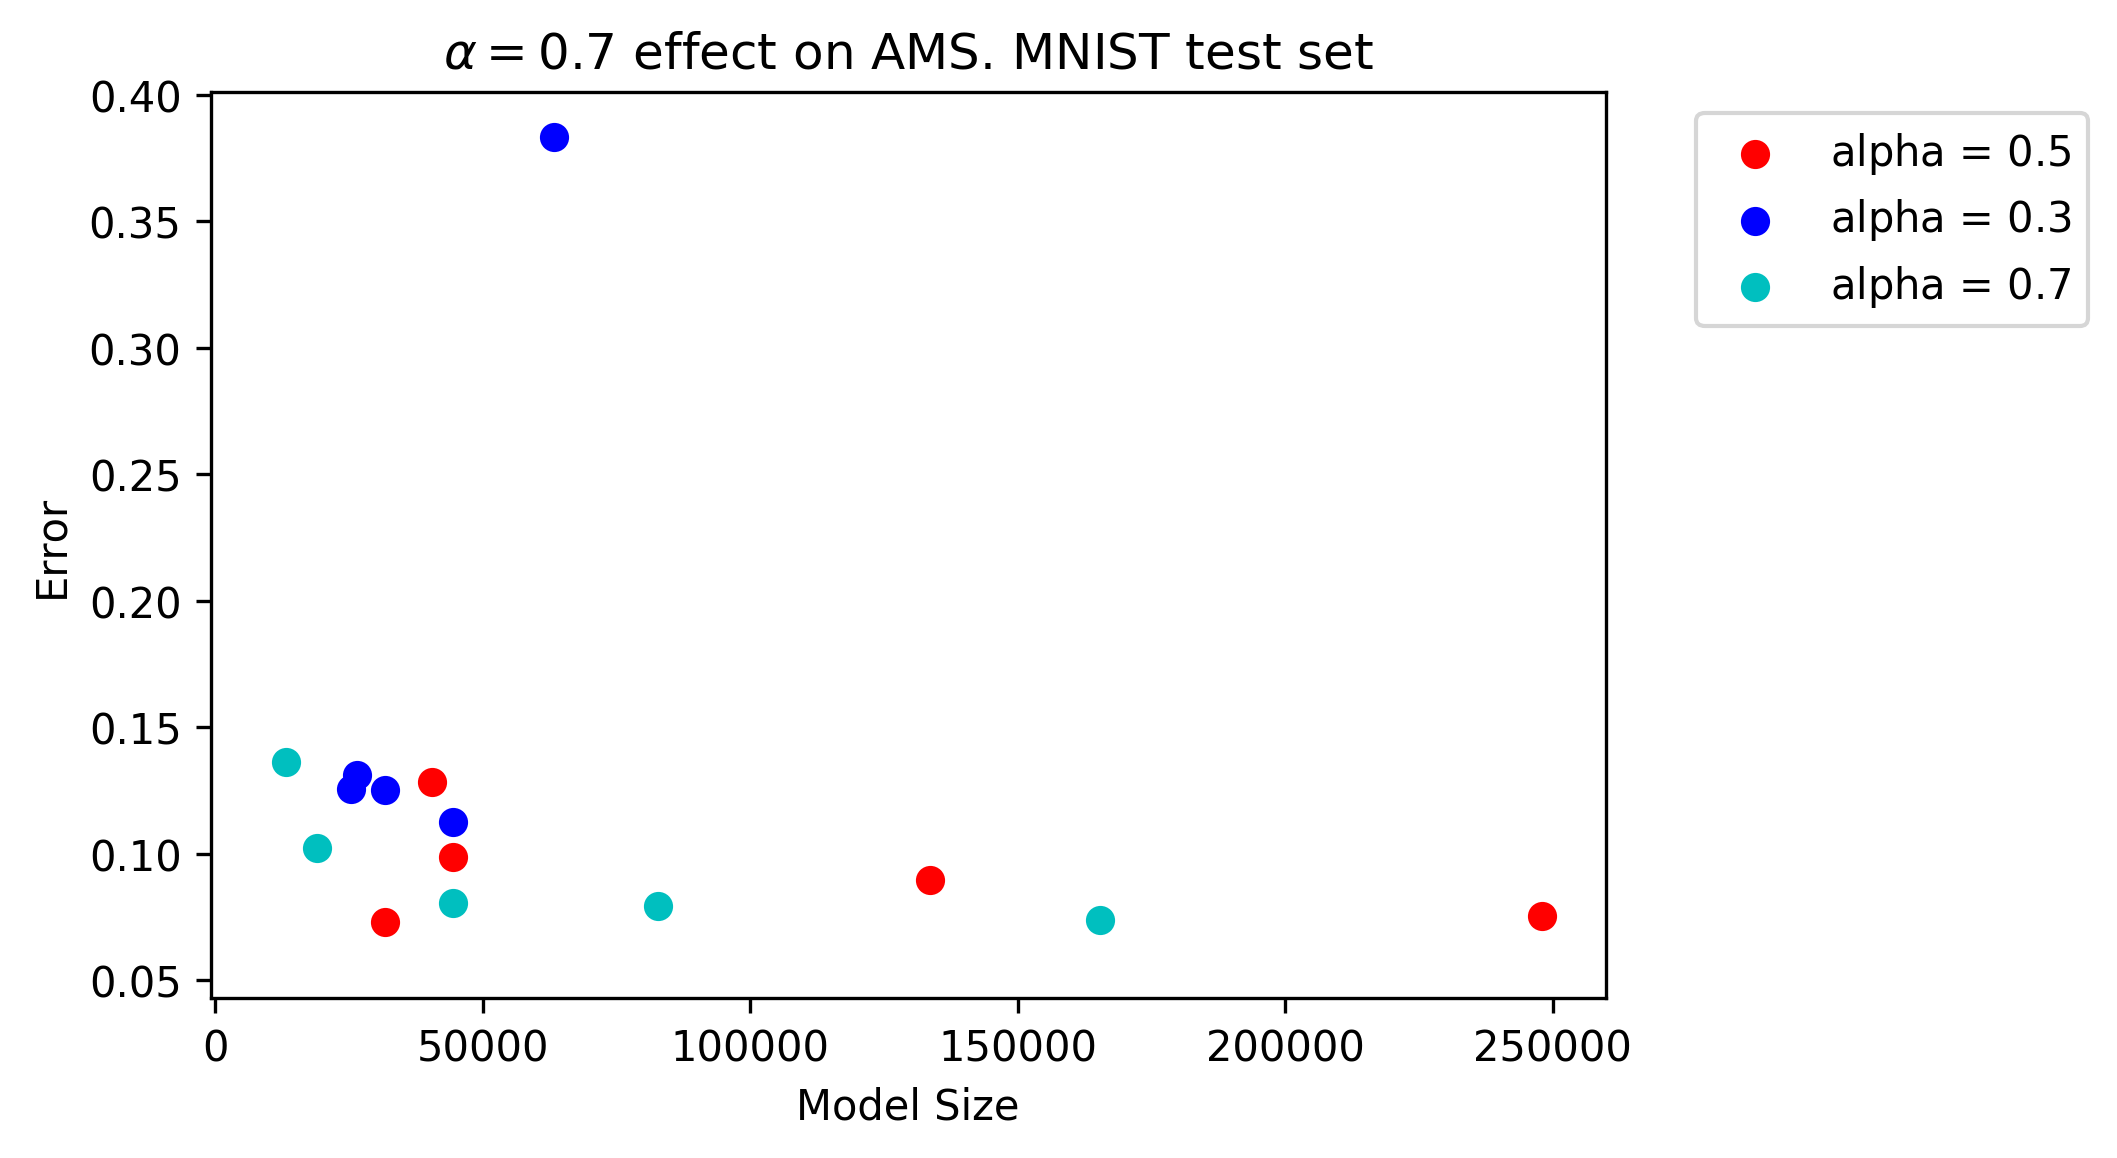 α = 0.7 effect on AMS. MNIST test set
0.40
0.35
0.30
0.25
0.20
0.15
0.10
0.05
Error
0 50000 100000 150000 200000 250000
Model Size
alpha = 0.5
alpha = 0.3
alpha = 0.7